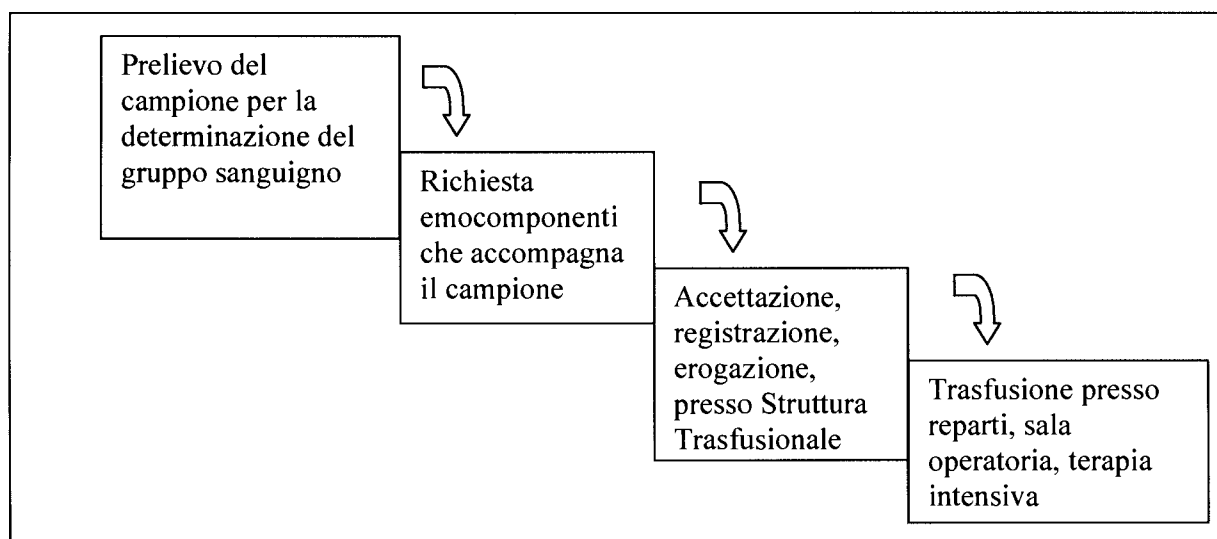 Prelievo del
campione per la
determinazione del
gruppo sanguigno
Richiesta
emocomponenti
che accompagna
il campione
Accettazione,
registrazione,
erogazione,
presso Struttura
Trasfusionale
Trasfusione presso
reparti, sala
operatoria, terapia
intensiva